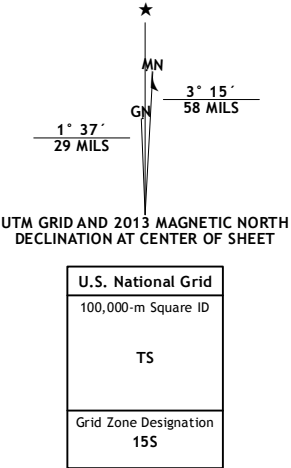 MN
3° 15´
58 MILS
GN
1° 37´
29 MILS
UTM GRID AND 2013 MAGNETIC NORTH
DECLINATION AT CENTER OF SHEET
U.S. National Grid
100,000-m Square ID
TS
Grid Zone Designation
15S